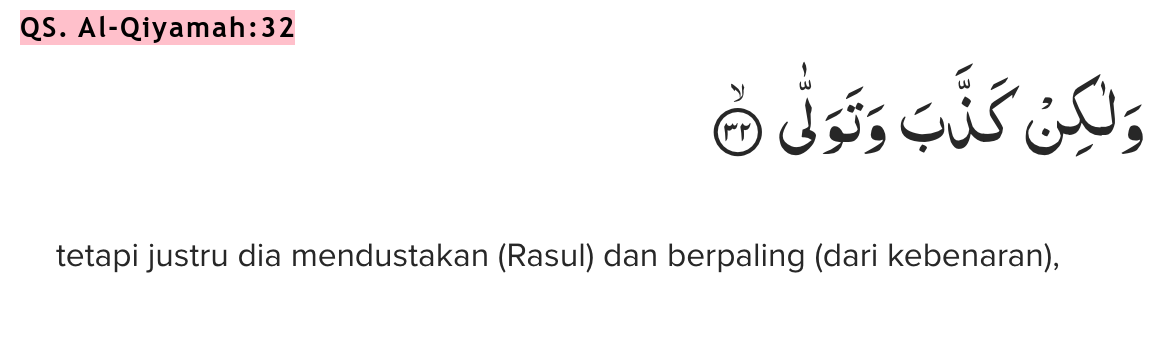 QS. Al-Qiyamah:32
وَلٰكِنْ كَذَّبَ وَتَوَلّٰىۙ ٣٢
tetapi justru dia mendustakan (Rasul) dan berpaling (dari kebenaran),